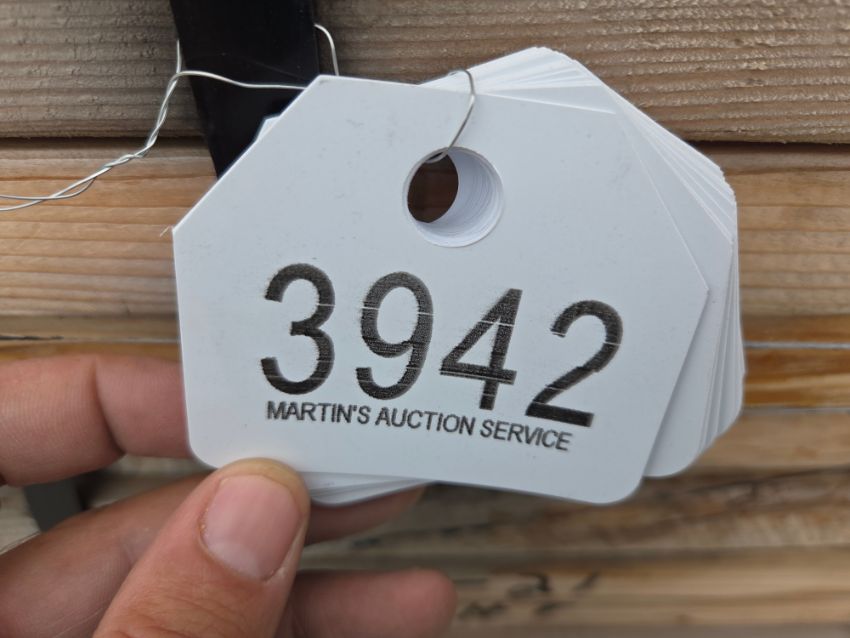 3942
MARTIN'S AUCTION SERVICE